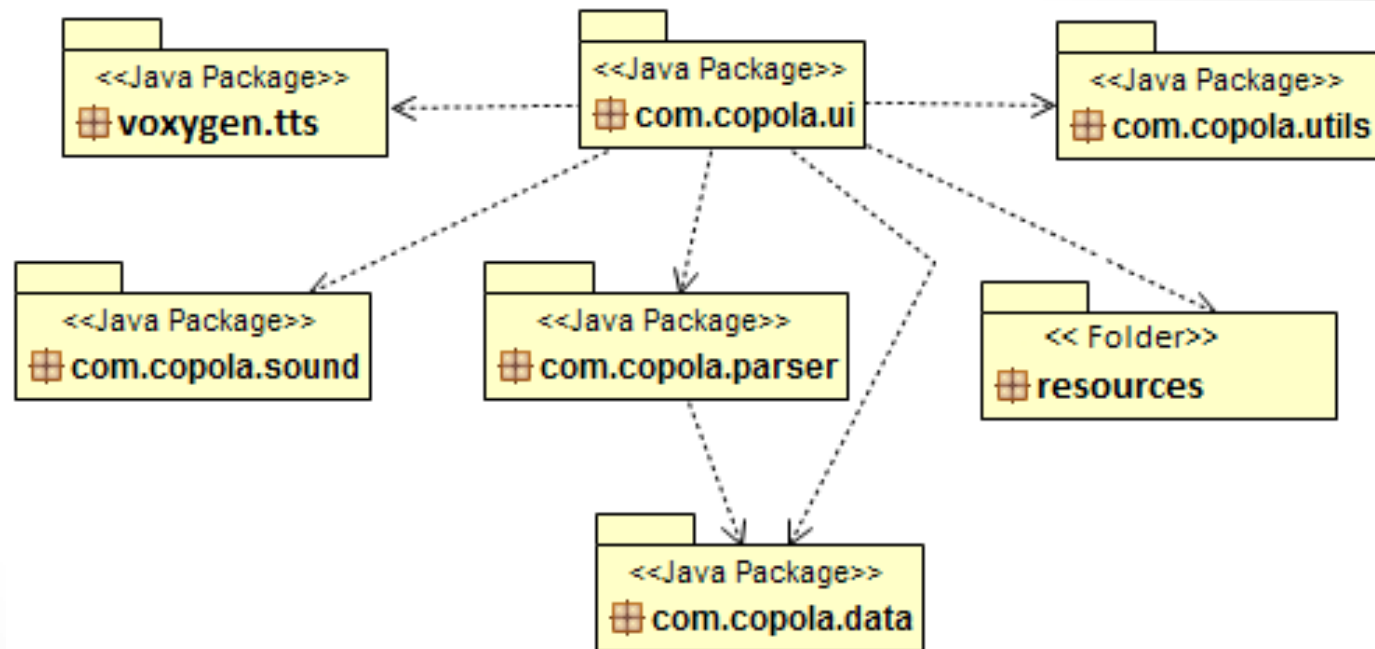 <<Java Package>>
voxygen.tts
<<Java Package>>
com.copola.ui
<<Java Package>>
com.copola.utils
<<Java Package>>
com.copola.sound
<<Java Package>>
com.copola.parser
<< Folder>>
resources
<<Java Package>>
com.copola.data